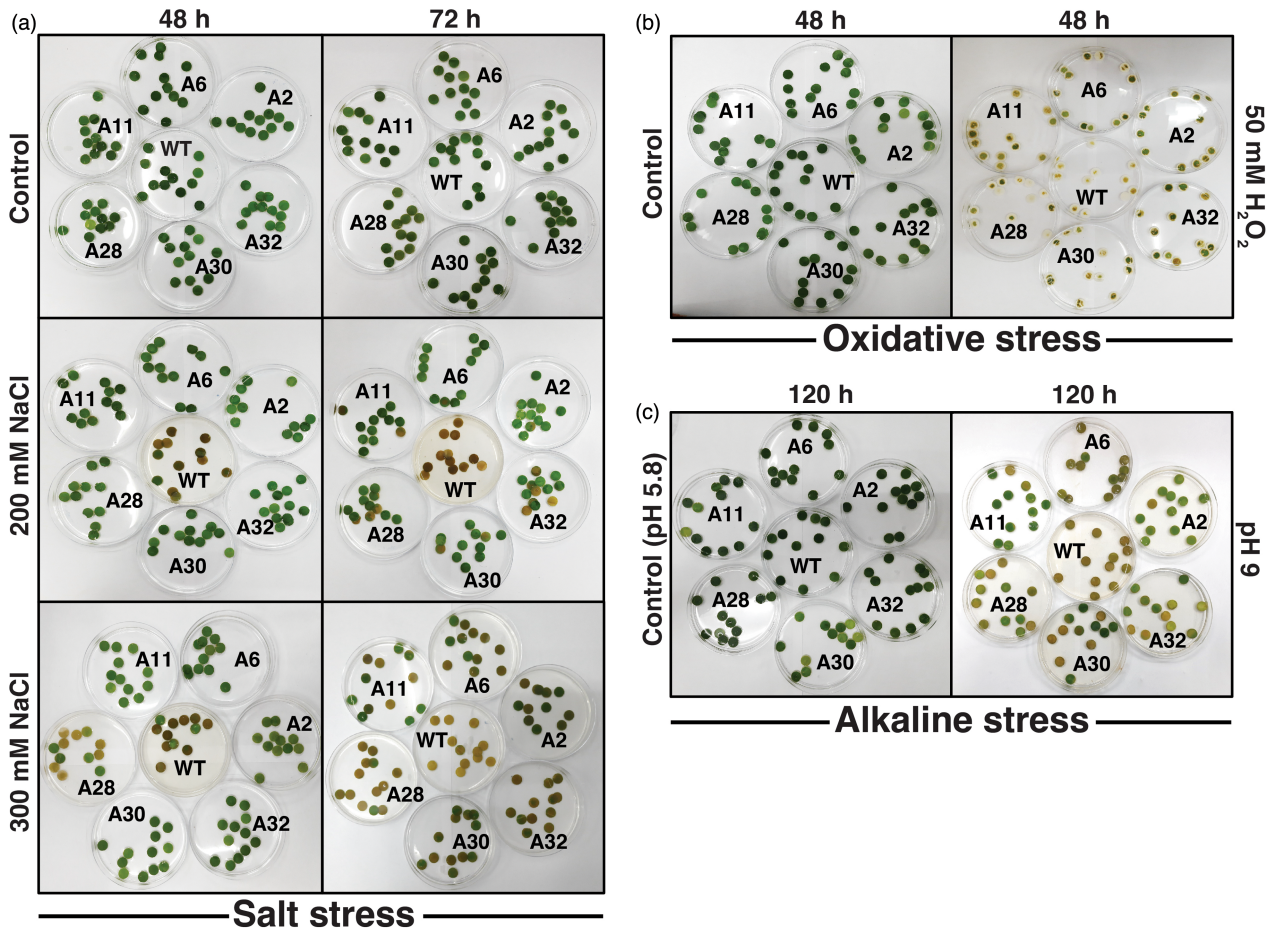 (a)
48 h
72 h
Control
A6
A2
A11
WT
A28
A32
A30
A6
A11
A2
WT
A28
A32
A30
200 mM NaCl
A6
A11
A2
WT
A28
A32
A30
A11
A6
A2
WT
A28
A32
A30
300 mM NaCl
A11
A6
A2
WT
A28
A30
A32
A11
A6
A2
WT
A28
A30
A32
Salt stress
(b)
48 h
48 h
Control
A11
A6
A2
WT
A28
A32
A30
A11
A6
A2
WT
A28
A32
A30
50 mM H₂O₂
Oxidative stress
(c)
120 h
120 h
Control (pH 5.8)
A6
A2
A11
WT
A28
A32
A30
A6
A11
A2
WT
A28
A32
A30
pH 9
Alkaline stress